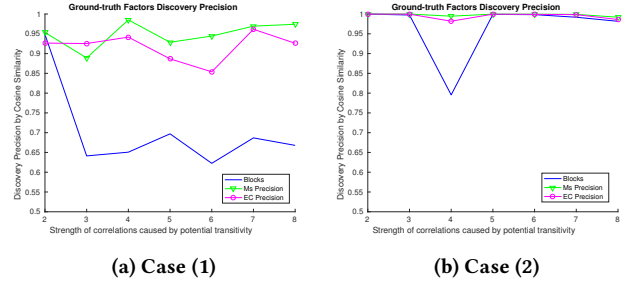 Ground-truth Factors Discovery Precision
Discovery Precision by Cosine Similarity
1
0.95
0.9
0.85
0.8
0.75
0.7
0.65
0.6
0.55
0.5
Blocks
Ms Precision
EC Precision
2 3 4 5 6 7 8
Strength of correlations caused by potential transitivity
(a) Case (1)
Ground-truth Factors Discovery Precision
Discovery Precision by Cosine Similarity
1
0.95
0.9
0.85
0.8
0.75
0.7
0.65
0.6
0.55
0.5
Blocks
Ms Precision
EC Precision
2 3 4 5 6 7 8
Strength of correlations caused by potential transitivity
(b) Case (2)